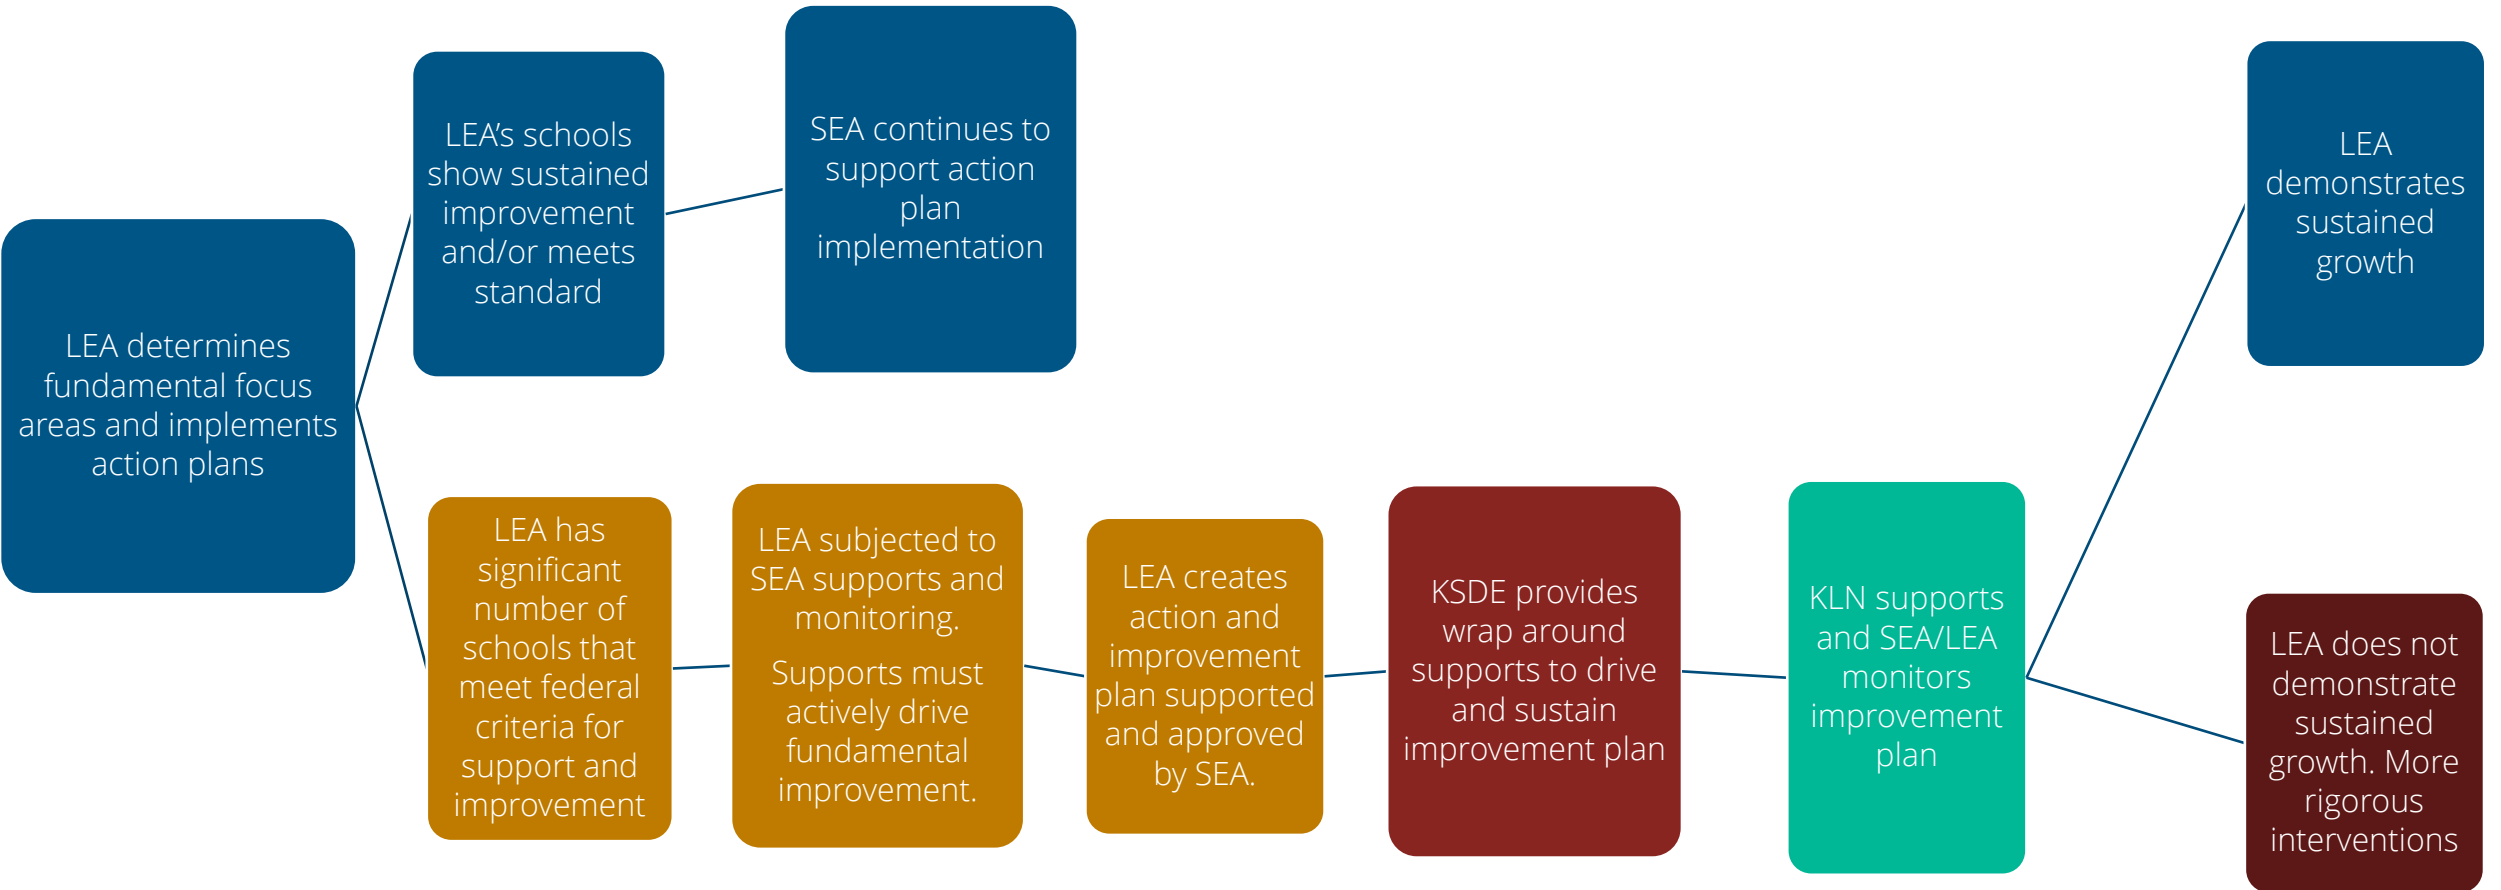 LEA determines
fundamental focus
areas and implements
action plans
LEA's schools
show sustained
improvement
and/or meets
standard
SEA continues to
support action
plan
implementation
LEA has
significant
number of
schools that
meet federal
criteria for
support and
improvement
LEA subjected to
SEA supports and
monitoring.
Supports must
actively drive
fundamental
improvement.
LEA creates
action and
improvement
plan supported
and approved
by SEA.
KSDE provides
wrap around
supports to drive
and sustain
improvement plan
KLN supports
and SEA/LEA
monitors
improvement
plan
LEA
demonstrates
sustained
growth
LEA does not
demonstrate
sustained
growth. More
rigorous
interventions